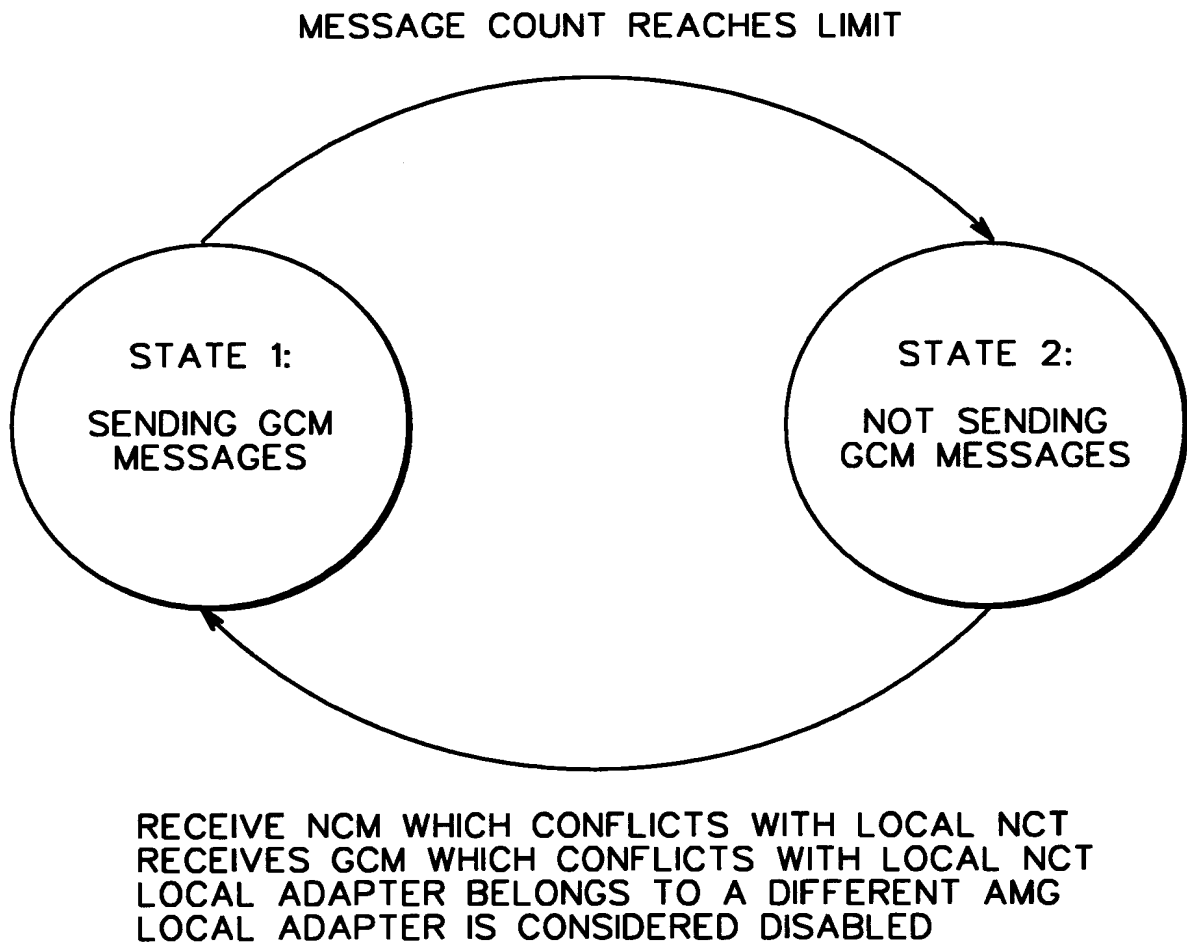 MESSAGE COUNT REACHES LIMIT
STATE 1:
SENDING GCM
MESSAGES
STATE 2:
NOT SENDING
GCM MESSAGES
RECEIVE NCM WHICH CONFLICTS WITH LOCAL NCT
RECEIVES GCM WHICH CONFLICTS WITH LOCAL NCT
LOCAL ADAPTER BELONGS TO A DIFFERENT AMG
LOCAL ADAPTER IS CONSIDERED DISABLED